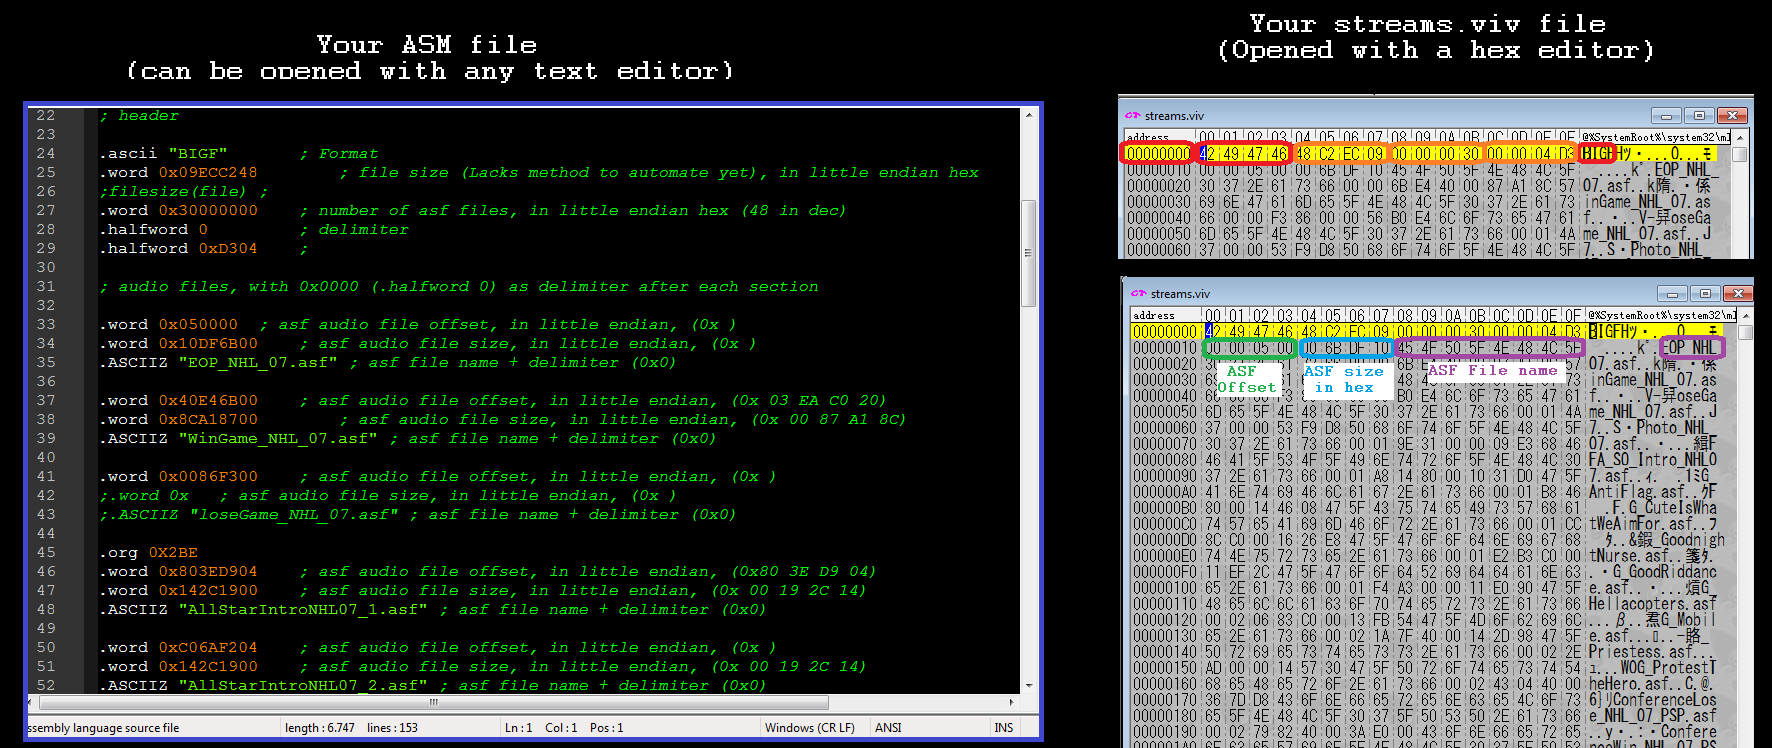 Your ASM file
(can be opened with any text editor)
22 ; header
23
24 .ascii "BIGF" ; Format
25 .word 0x09ECC248 ; file size (Lacks method to automate yet), in little endian hex
26 ;filesize(file) ;
27 .word 0x30000000 ; number of asf files, in little endian hex (48 in dec)
28 .halfword 0 ; delimiter
29 .halfword 0xD304 ;
30
31 ; audio files, with 0x0000 (.halfword 0) as delimiter after each section
32
33 .word 0x050000 ; asf audio file offset, in little endian, (0x )
34 .word 0x10DF6B00 ; asf audio file size, in little endian, (0x )
35 .ASCIIZ "EOP_NHL_07.asf" ; asf file name + delimiter (0x0)
36
37 .word 0x40E46B00 ; asf audio file offset, in little endian, (0x 03 EA C0 20)
38 .word 0x8CA18700 ; asf audio file size, in little endian, (0x 00 87 A1 8C)
39 .ASCIIZ "WinGame_NHL_07.asf" ; asf file name + delimiter (0x0)
40
41 .word 0x0086F300 ; asf audio file offset, in little endian, (0x )
42 ;.word 0x ; asf audio file size, in little endian, (0x )
43 ;.ASCIIZ "loseGame_NHL_07.asf" ; asf file name + delimiter (0x0)
44
45 .org 0X2BE
46 .word 0x803ED904 ; asf audio file offset, in little endian, (0x80 3E D9 04)
47 .word 0x142C1900 ; asf audio file size, in little endian, (0x 00 19 2C 14)
48 .ASCIIZ "AllStarIntroNHL07_1.asf" ; asf file name + delimiter (0x0)
49
50 .word 0xC06AF204 ; asf audio file offset, in little endian, (0x )
51 .word 0x142C1900 ; asf audio file size, in little endian, (0x 00 19 2C 14)
52 .ASCIIZ "AllStarIntroNHL07_2.asf" ; asf file name + delimiter (0x0)
ssembly language source file length : 6.747 lines : 153 Ln : 1 Col : 1 Pos : 1 Windows (CR LF) ANSI INS
Your streams.viv file
(Opened with a hex editor)
streams.viv
address 00 01 02 03 04 05 06 07 08 09 0A 0B 0C 0D 0E 0F @%SystemRoot%\system32\m
00000000 42 49 47 46 48 C2 EC 09 00 00 00 30 00 00 04 D3 BIGFHツ・...0...モ
00000010 00 00 05 00 00 6B DF 10 45 4F 50 5F 4E 48 4C 5F .....k゚.EOP_NHL_
00000020 30 37 2E 61 73 66 00 00 6B E4 40 00 87 A1 8C 57
00000030 69 6E 47 61 6D 65 5F 4E 48 4C 5F 30 37 2E 61 73 inGame_NHL_07.as
00000040 66 00 00 F3 86 00 00 56 B0 E4 6C 6F 73 65 47 61
00000050 6D 65 5F 4E 48 4C 5F 30 37 2E 61 73 66 00 01 4A me_NHL_07.asf..J
00000060 37 00 00 53 F9 D8 50 68 6F 74 6F 5F 4E 48 4C 5F 7..S・Photo_NHL_
streams.viv
address 00 01 02 03 04 05 06 07 08 09 0A 0B 0C 0D 0E 0F @%SystemRoot%\system32\m
00000000 42 49 47 46 48 C2 EC 09 00 00 00 30 00 00 04 D3 BIGFHツ・
00000010 00 00 05 00 00 6B DF 10 45 4F 50 5F 4E 48 4C 5F EOP_NHL
00000020
ASF Offset
ASF size in hex
ASF File name
00000030 inGame_NHL_07.as
00000040
00000050 6D 65 5F 4E 48 4C 5F 30 37 2E 61 73 66 00 01 4A me_NHL_07.asf..J
00000060 37 00 00 53 F9 D8 50 68 6F 74 6F 5F 4E 48 4C 5F 7..S・Photo_NHL_
00000070 30 37 2E 61 73 66 00 01 9E 31 00 00 09 E3 68 46
00000080 46 41 5F 53 4F 5F 49 6E 74 72 6F 5F 4E 48 4C 30 FA_SO_Intro_NHL0
00000090 37 2E 61 73 66 00 01 A8 14 80 00 10 31 D0 47 5F
000000A0 41 6E 74 69 46 6C 61 67 2E 61 73 66 00 01 B8 46 AntiFlag.asf..クF
000000B0 80 00 14 46 08 47 5F 43 75 74 65 49 73 57 68 61 .F.G_CuteIsWha
000000C0 74 57 65 41 69 6D 46 6F 72 2E 61 73 66 00 01 CC tWeAimFor.asf..フ
000000D0 8C C0 00 16 26 E8 47 5F 47 6F 6F 64 6E 69 67 68 G_Goodnigh
000000E0 74 4E 75 72 73 65 2E 61 73 66 00 01 E2 B3 C0 00 tNurse.asf
000000F0 11 EF 2C 47 5F 47 6F 6F 64 52 69 64 64 61 6E 63 G_GoodRiddanc
00000100 65 2E 61 73 66 00 01 F4 A3 00 00 11 E0 90 47 5F e.asf
00000110 48 65 6C 6C 61 63 6F 70 74 65 72 73 2E 61 73 66 Hellacopters.asf
00000120 00 02 06 83 C0 00 13 FB 54 47 5F 4D 6F 62 69 6C G_Mobil
00000130 65 2E 61 73 66 00 02 1A 7F 40 00 14 2D 98 47 5F e.asf
00000140 50 72 69 65 73 74 65 73 73 2E 61 73 66 00 02 2E Priestess.asf...
00000150 AD 00 00 14 57 30 47 5F 50 72 6F 74 65 73 74 54 W0G_ProtestT
00000160 68 65 48 65 72 6F 2E 61 73 66 00 02 43 04 40 00 heHero.asf..C.@.
00000170 36 7D D8 43 6F 6E 66 65 72 65 6E 63 65 4C 6F 73 6}リConferenceLos
00000180 65 5F 4E 48 4C 5F 30 37 5F 50 53 50 2E 61 73 66 e_NHL_07_PSP.asf
00000190 00 02 79 82 40 00 3A E0 00 43 6F 6E 66 65 72 65 Confere